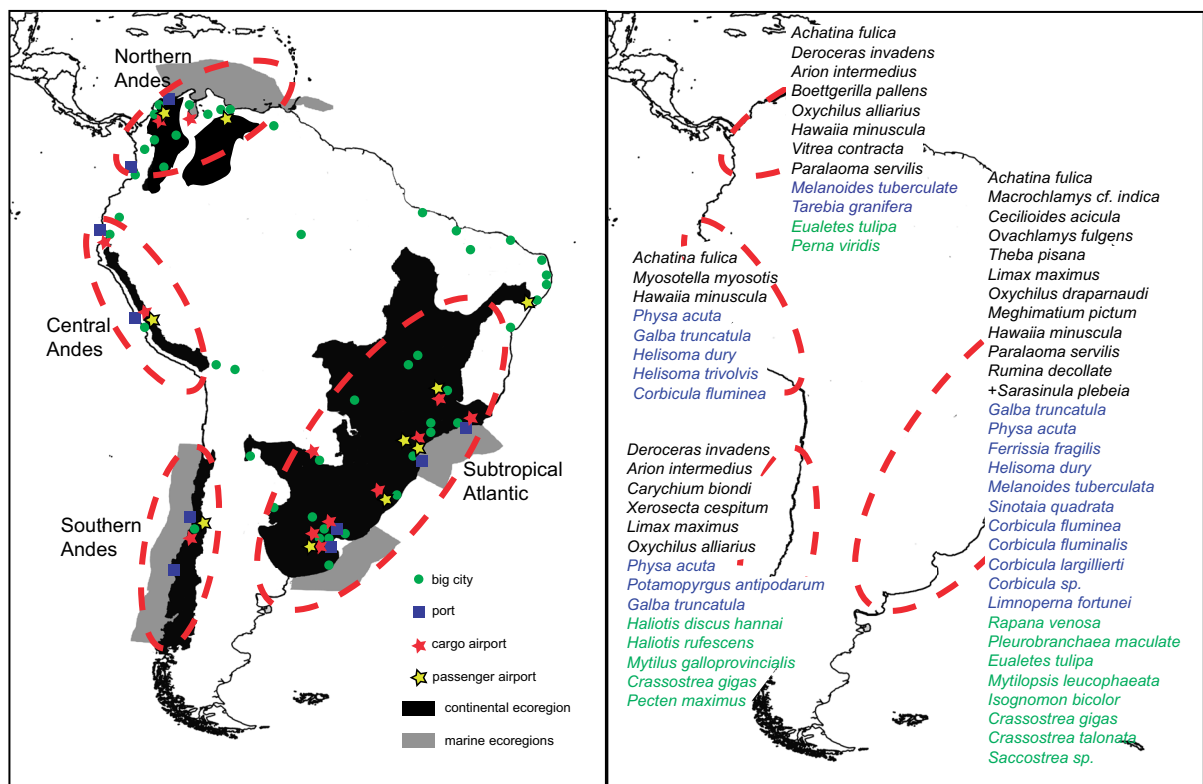 Northern
Andes
Central
Andes
Southern
Andes
Subtropical
Atlantic
big city
port
cargo airport
passenger airport
continental ecoregion
marine ecoregions
Achatina fulica
Deroceras invadens
Arion intermedius
Boettgerilla pallens
Oxychilus alliarius
Hawaiia minuscula
Vitrea contracta
Paralaoma servilis
Melanoides tuberculate
Tarebia granifera
Eualetes tulipa
Perna viridis
Achatina fulica
Myosotella myosotis
Hawaiia minuscula
Physa acuta
Galba truncatula
Helisoma dury
Helisoma trivolvis
Corbicula fluminea
Deroceras invadens
Arion intermedius
Carychium biondi
Xerosecta cespitum
Limax maximus
Oxychilus alliarius
Physa acuta
Potamopyrgus antipodarum
Galba truncatula
Haliotis discus hannai
Haliotis rufescens
Mytilus galloprovincialis
Crassostrea gigas
Pecten maximus
Achatina fulica
Macrochlamys cf. indica
Cecilioides acicula
Ovachlamys fulgens
Theba pisana
Limax maximus
Oxychilus draparnaudi
Meghimatium pictum
Hawaiia minuscula
Paralaoma servilis
Rumina decollate
+Sarasinula plebeia
Galba truncatula
Physa acuta
Ferrissia fragilis
Helisoma dury
Melanoides tuberculata
Sinotaia quadrata
Corbicula fluminea
Corbicula fluminalis
Corbicula largillierti
Corbicula sp.
Limnoperna fortunei
Rapana venosa
Pleurobranchaea maculate
Eualetes tulipa
Mytilopsis leucophaeata
Isognomon bicolor
Crassostrea gigas
Crassostrea talonata
Saccostrea sp.